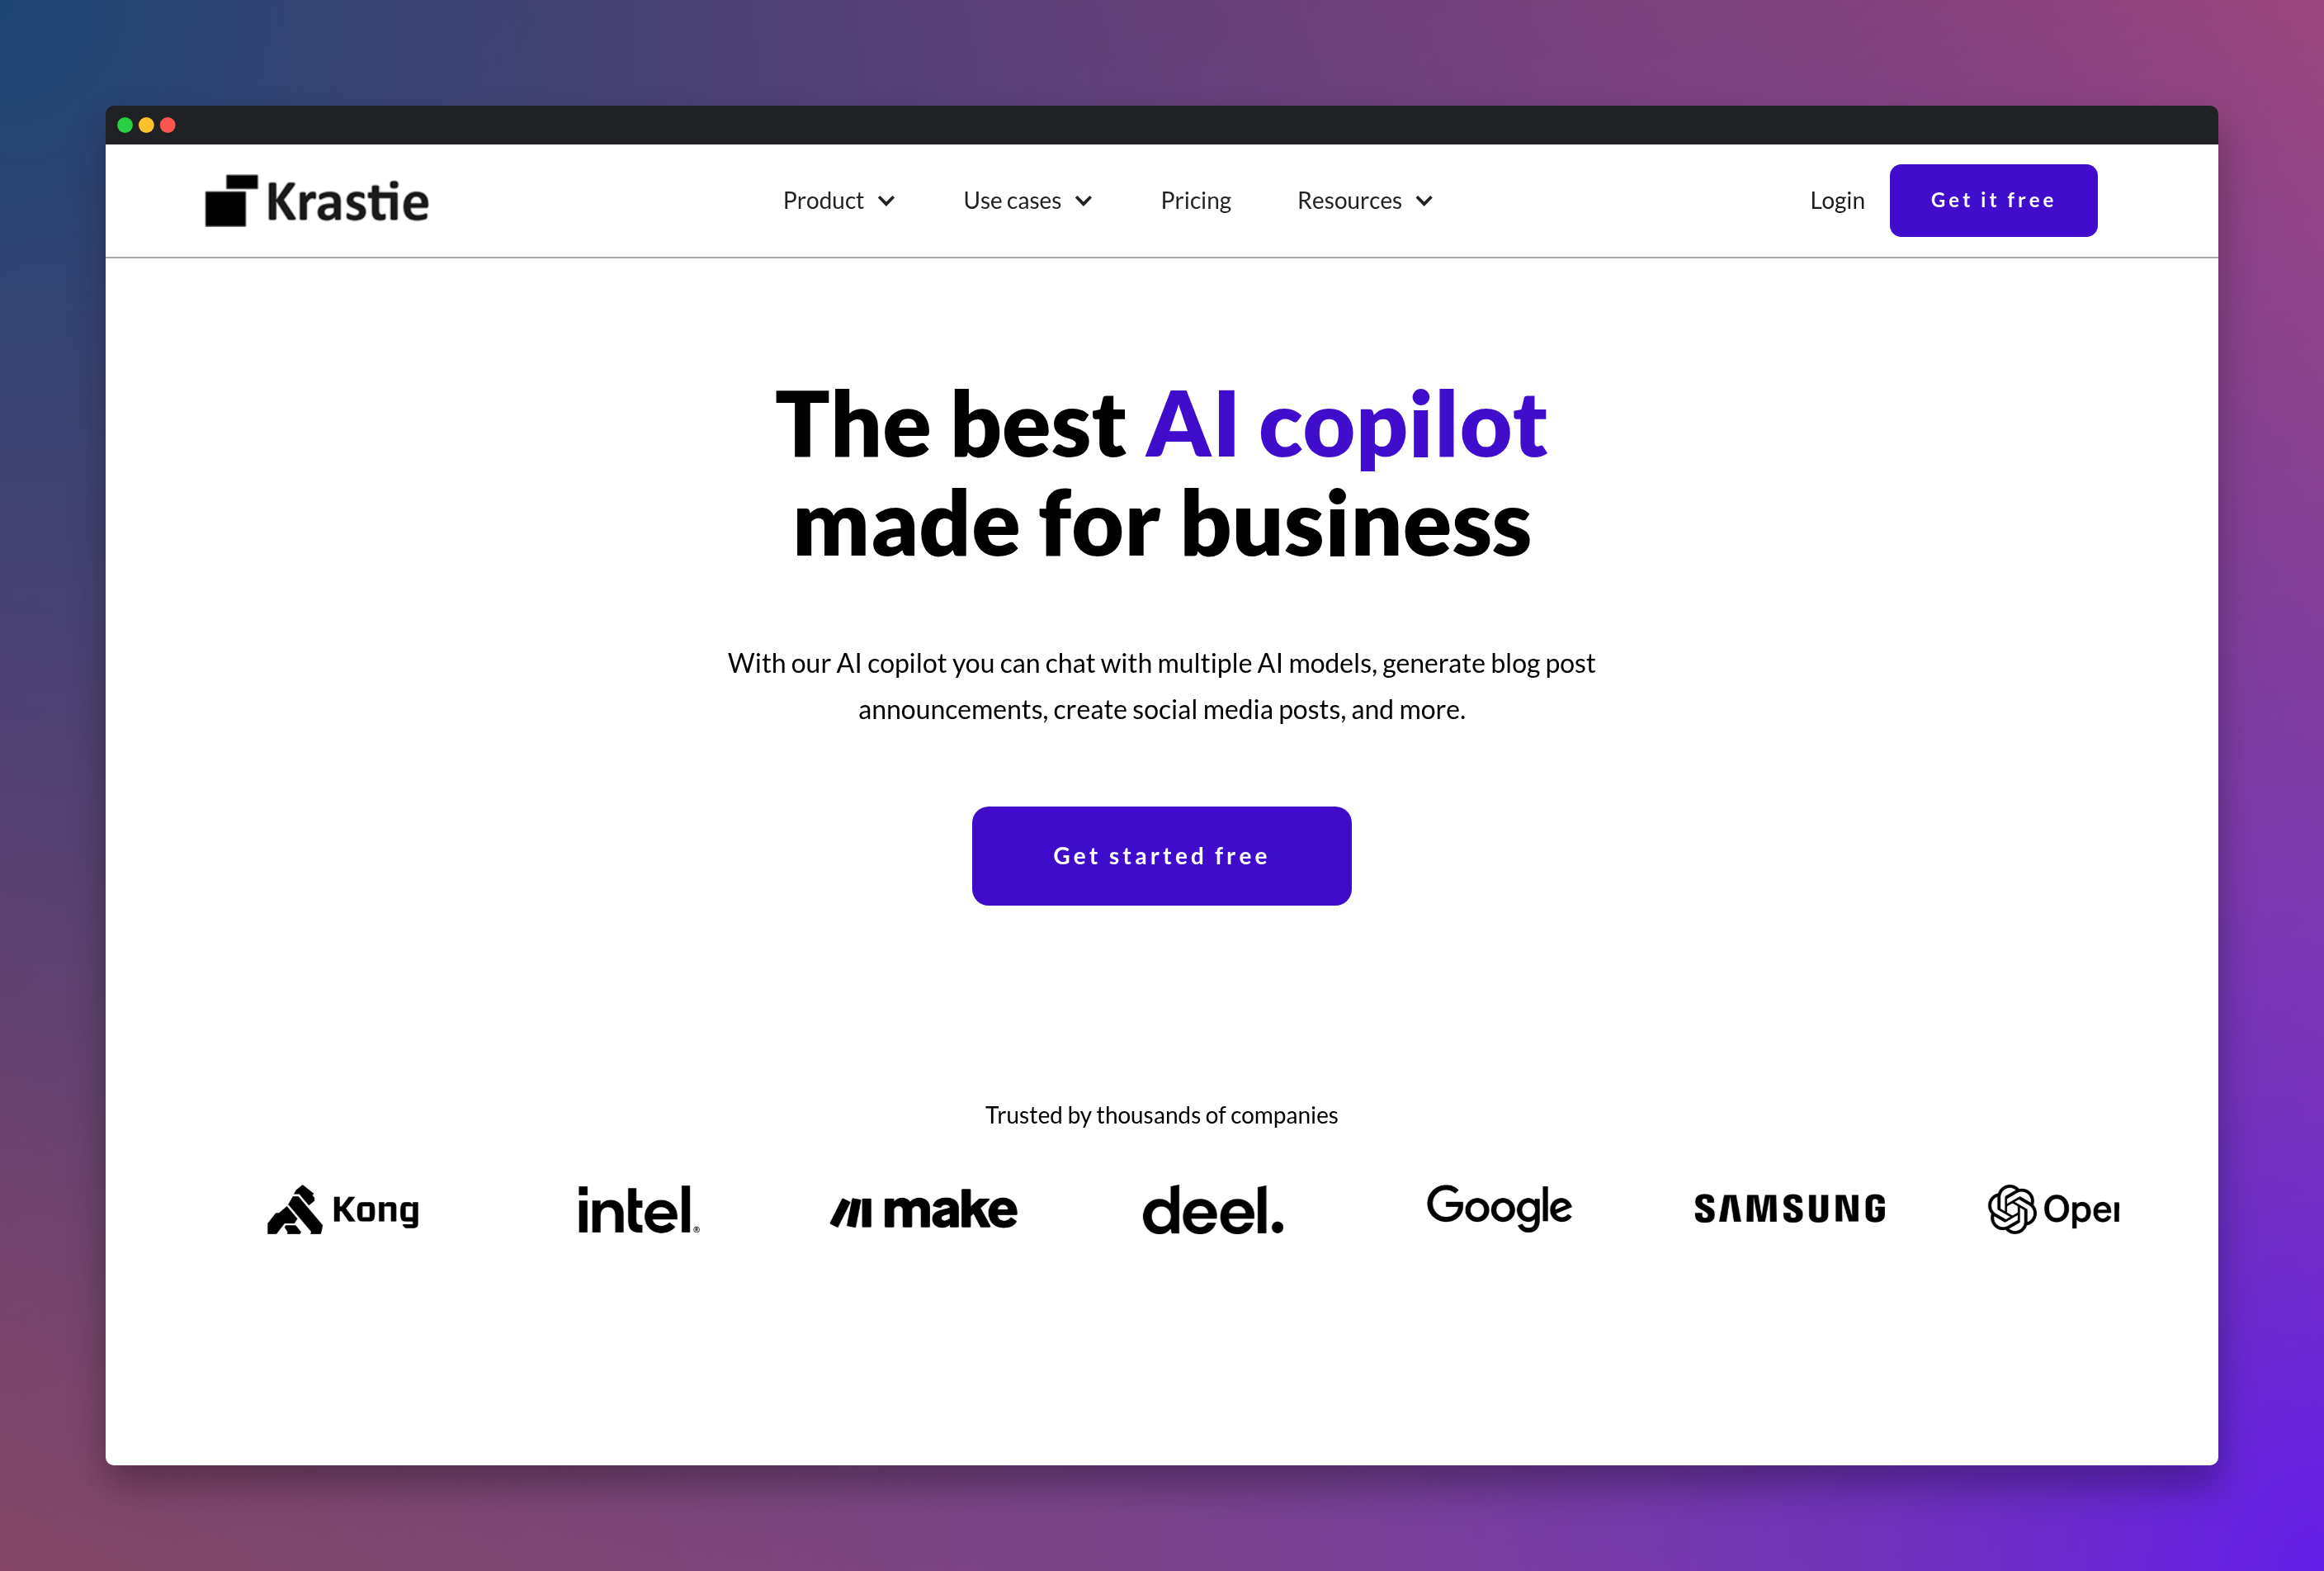 Krastie
Product
Use cases
Pricing
Resources
Login
Get it free
The best AI copilot
made for business
With our AI copilot you can chat with multiple AI models, generate blog post
announcements, create social media posts, and more.
Get started free
Trusted by thousands of companies
Kong
intel®
make
deel.
Google
SAMSUNG